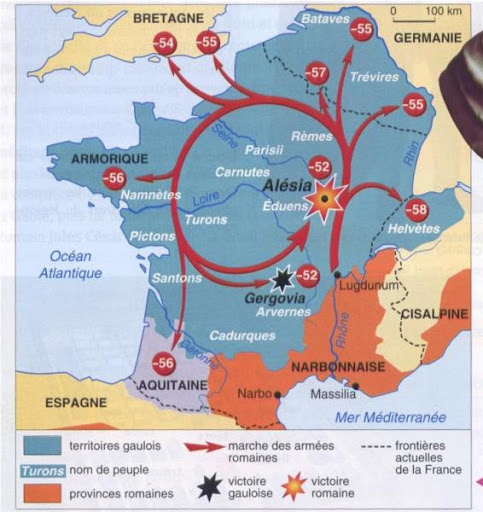 BRETAGNE
0 100 km
-54
-55
Bataves
-55
GERMANIE
-57
Trévires
-55
Seine
Rèmes
Parisii
Rhin
ARMORIQUE
Carnutes
-52
-56
Alésia
Namnètes
Loire
Éduens
-58
Turons
Helvètes
Pictons
Océan
Atlantique
Santons
-52
Lugdunum
Gergovia
Arvernes
CISALPINE
Cadurques
Rhône
Garonne
-56
NARBONNAISE
AQUITAINE
Narbo
Massilia
ESPAGNE
Mer Méditerranée
territoires gaulois
marche des armées
romaines
frontières
actuelles
de la France
Turons nom de peuple
provinces romaines
victoire
gauloise
victoire
romaine